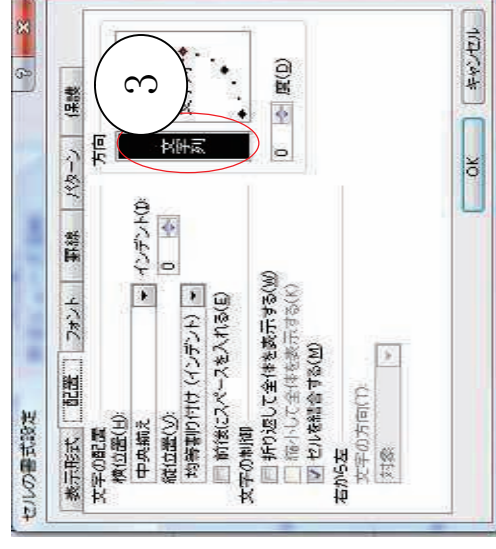 セルの書式設定
表示形式 配置 フォント 罫線 パターン 保護
文字の配置
横位置(H):
中央揃え
インデント(I):
0
縦位置(V):
均等割り付け (インデント)
前後にスペースを入れる(E)
文字の制御
折り返して全体を表示する(W)
縮小して全体を表示する(K)
セルを結合する(M)
右から左
文字の方向(T):
対象
方向
文字列
3
0 度(D)
OK キャンセル